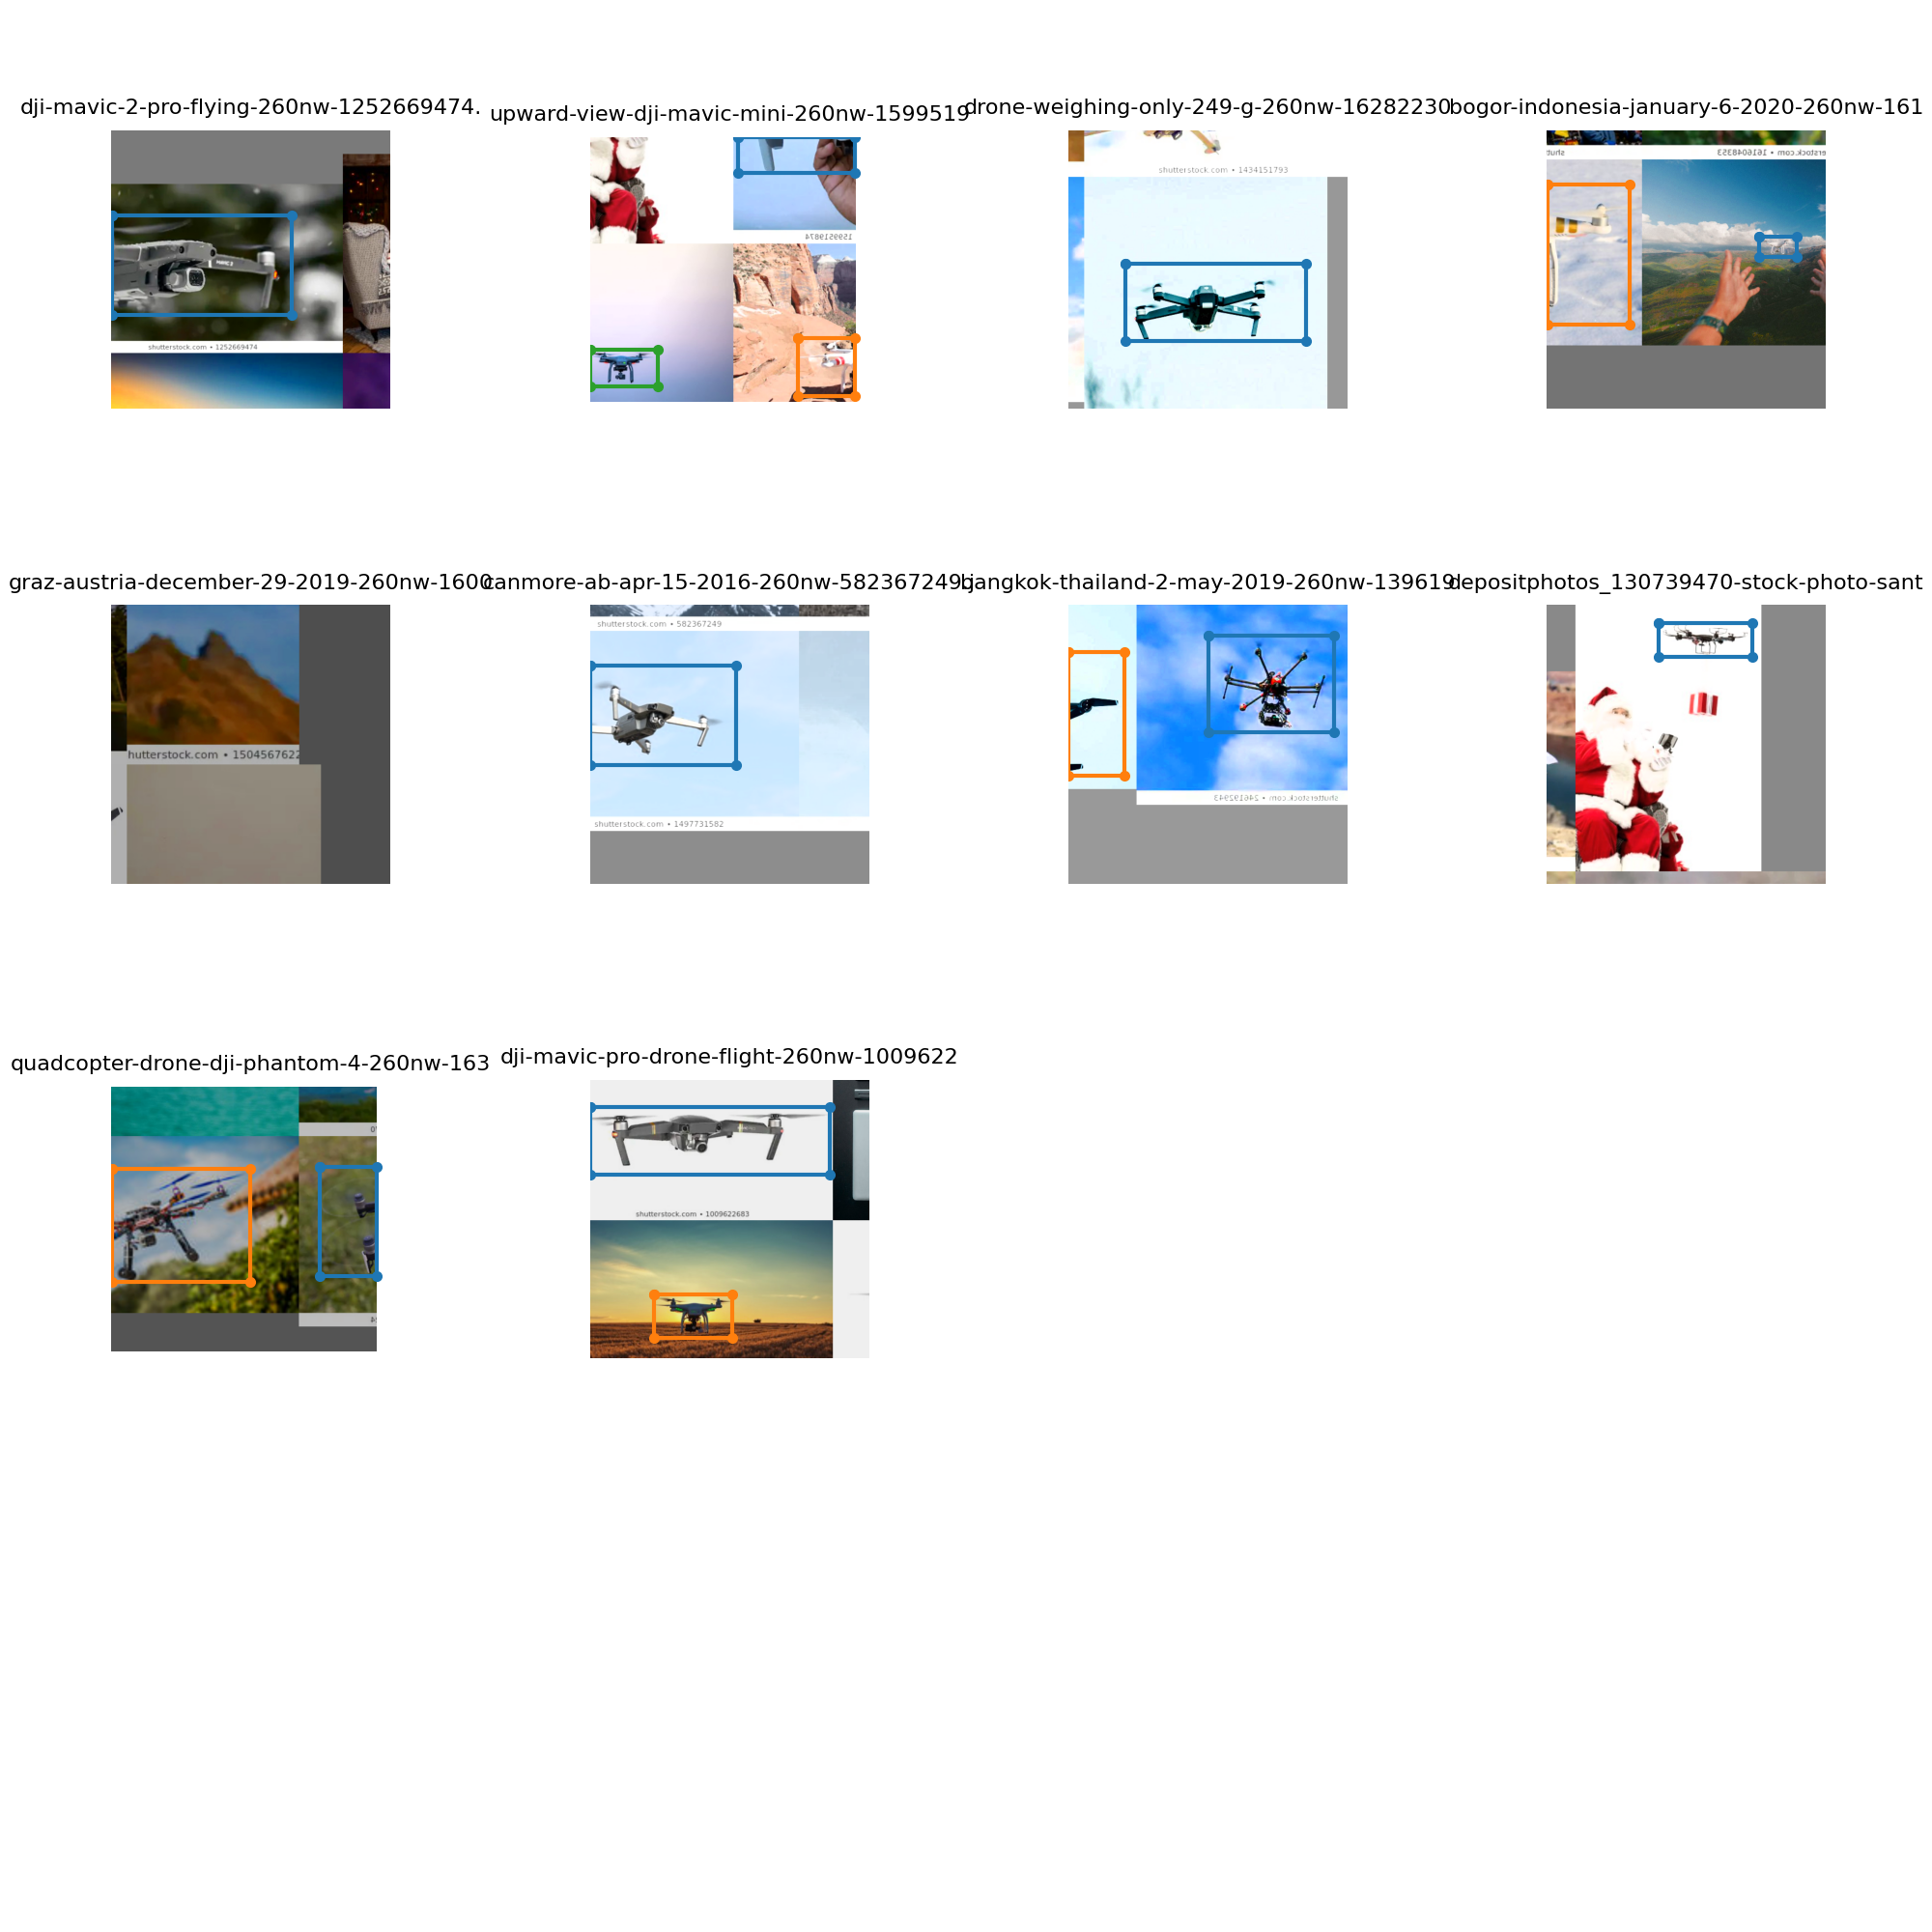 dji-mavic-2-pro-flying-260nw-1252669474.
upward-view-dji-mavic-mini-260nw-1599519
drone-weighing-only-249-g-260nw-16282230
bogor-indonesia-january-6-2020-260nw-161
shutterstock.com • 1252669474
1599519874
shutterstock.com • 1434151793
shut
erstock.com • 1616048353
graz-austria-december-29-2019-260nw-1600
canmore-ab-apr-15-2016-260nw-582367249.j
bangkok-thailand-2-may-2019-260nw-139619
depositphotos_130739470-stock-photo-sant
hutterstock.com • 1504567622
shutterstock.com • 582367249
shutterstock.com • 1497731582
shutterstock.com • 246192943
quadcopter-drone-dji-phantom-4-260nw-163
dji-mavic-pro-drone-flight-260nw-1009622
shutterstock.com • 1009622683